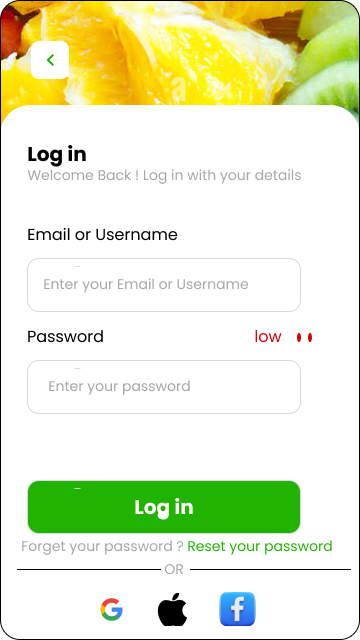 Log in
Welcome Back ! Log in with your details
Email or Username
Enter your Email or Username
Password low
Enter your password
Log in
Forget your password ? Reset your password
OR